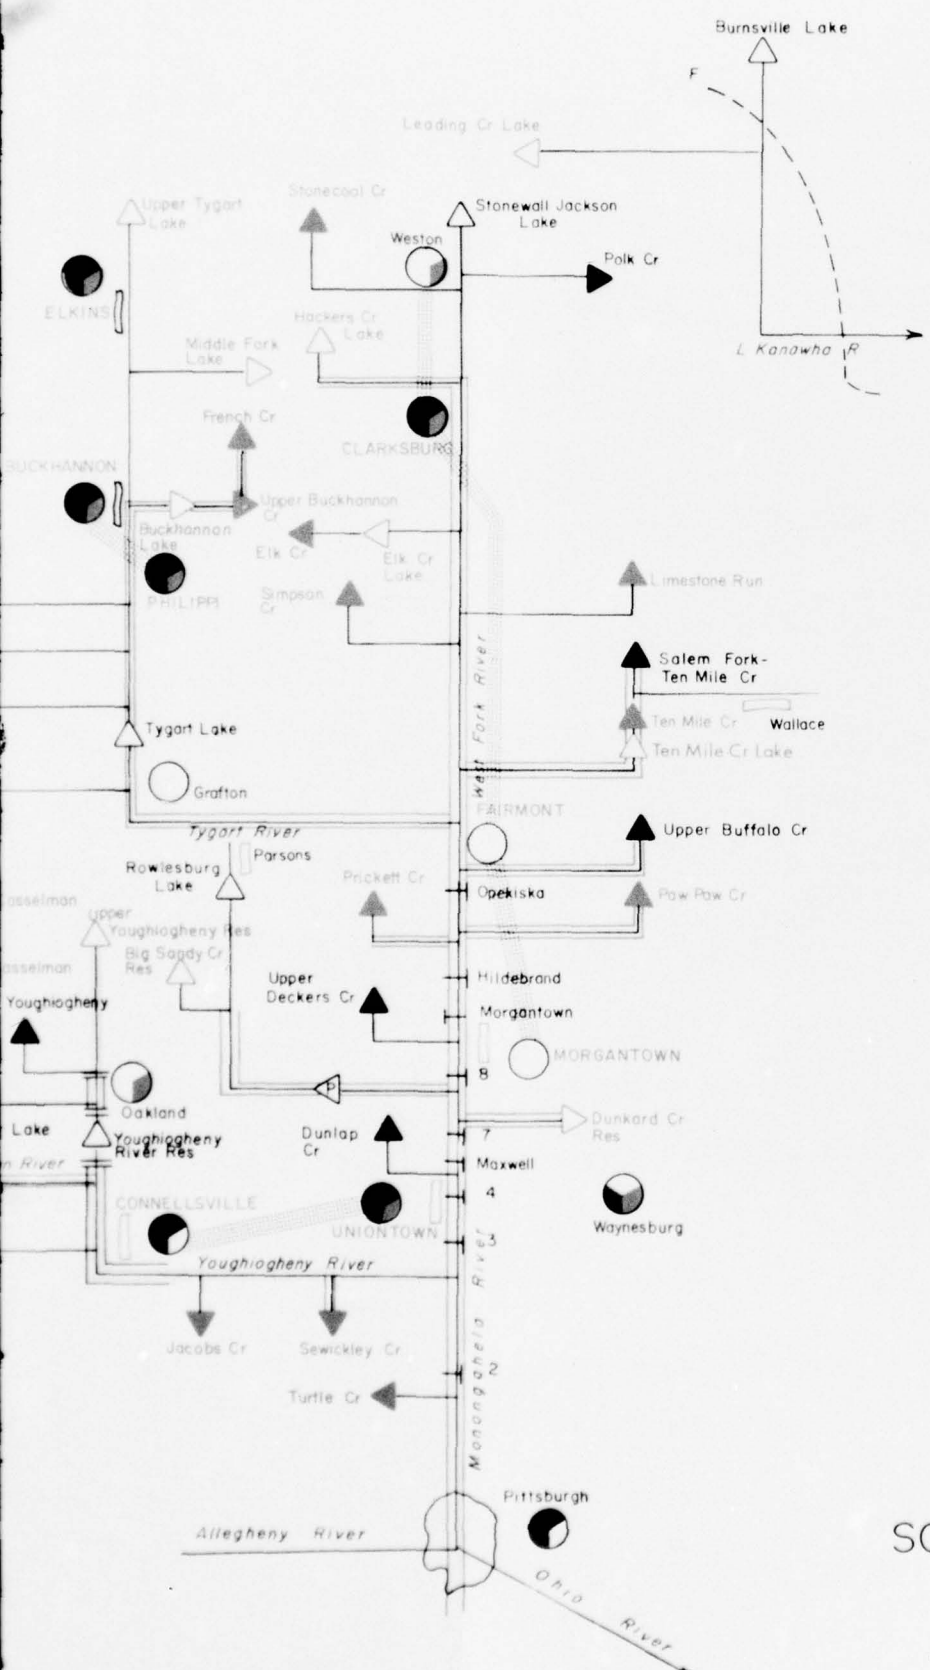 Burnsville Lake
F
Leading Cr Lake
Stonecoal Cr
Upper Tygart
Lake
Stonewall Jackson
Lake
Weston
Polk Cr
ELKINS
Hackers Cr
Lake
L Kanawha R
Middle Fork
Lake
French Cr
CLARKSBURG
BUCKHANNON
Upper Buckhannon
Cr
Buckhannon
Lake
Elk Cr
Elk Cr
Lake
PHILIPPI
Simpson
Cr
Limestone Run
West Fork River
Salem Fork-
Ten Mile Cr
Ten Mile Cr
Wallace
Ten Mile Cr Lake
Tygart Lake
Grafton
FAIRMONT
Tygart River
Upper Buffalo Cr
Parsons
Rowlesburg
Lake
Prickett Cr
Opekiska
Paw Paw Cr
asselman
Upper
Youghiogheny Res
Big Sandy Cr
Res
asselman
Upper
Deckers Cr
Hildebrand
Youghiogheny
Morgantown
MORGANTOWN
8
P
Oakland
Dunkard Cr
Res
Lake
Youghiogheny
River Res
Dunlap
Cr
7
n River
Maxwell
4
CONNELLSVILLE
UNIONTOWN
Waynesburg
3
Youghiogheny River
Monongahela River
Jacobs Cr
Sewickley Cr
2
Turtle Cr
Pittsburgh
Allegheny River
SC
Ohio River